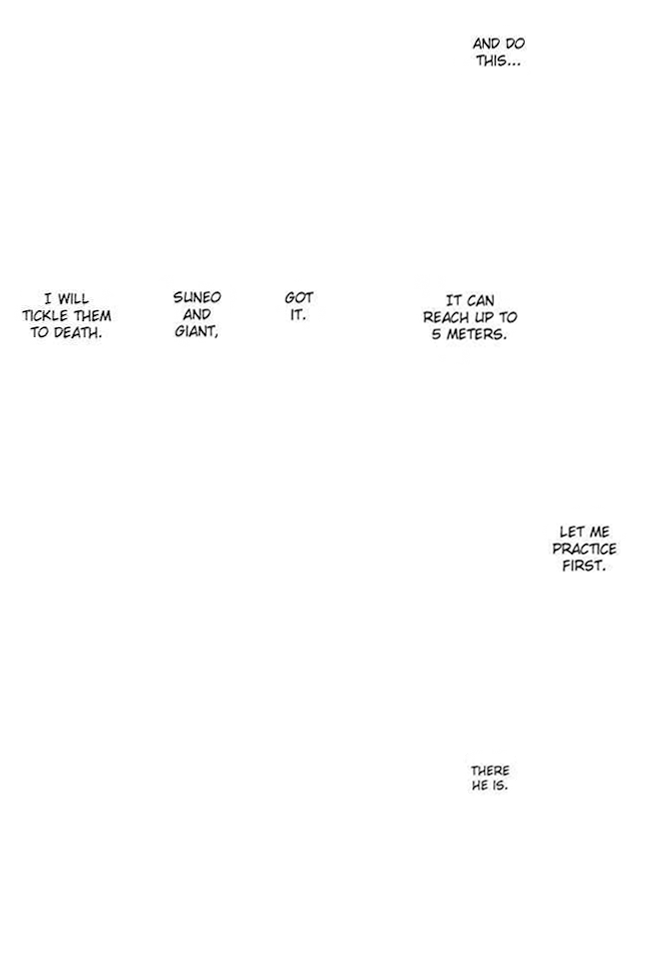 AND DO
THIS...
IT CAN
REACH UP TO
5 METERS.
GOT
IT.
SUNEO
AND
GIANT,
I WILL
TICKLE THEM
TO DEATH.
LET ME
PRACTICE
FIRST.
THERE
HE IS.